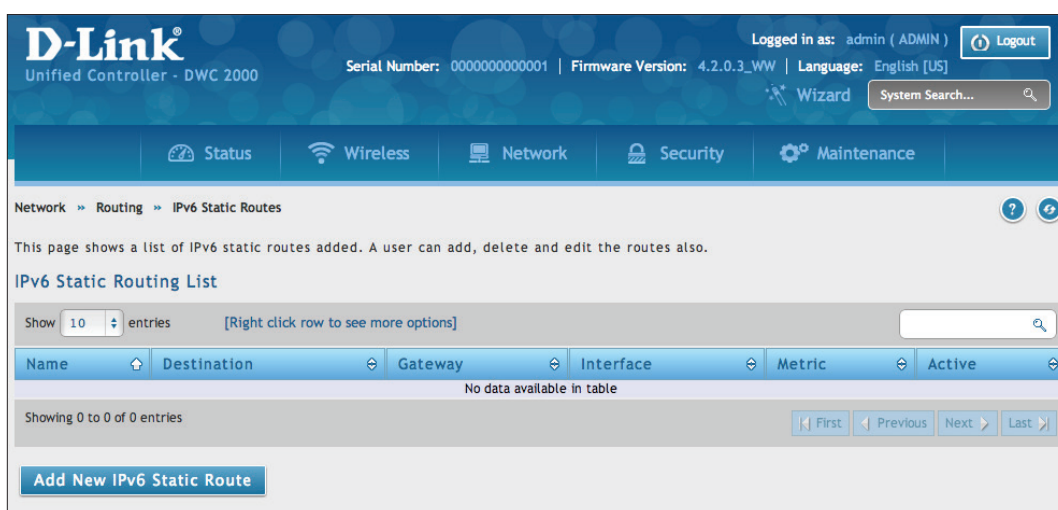 D-Link®
Unified Controller - DWC 2000
Logged in as: admin ( ADMIN ) Logout
Serial Number: 0000000000001 | Firmware Version: 4.2.0.3_WW | Language: English [US]
Wizard System Search...
Status Wireless Network Security Maintenance
Network » Routing » IPv6 Static Routes ?
This page shows a list of IPv6 static routes added. A user can add, delete and edit the routes also.
IPv6 Static Routing List
Show 10 entries [Right click row to see more options]
Name Destination Gateway Interface Metric Active
No data available in table
Showing 0 to 0 of 0 entries First Previous Next Last
Add New IPv6 Static Route